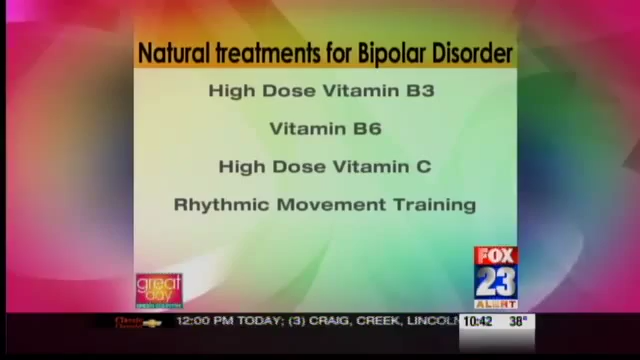 Natural treatments for Bipolar Disorder
High Dose Vitamin B3
Vitamin B6
High Dose Vitamin C
Rhythmic Movement Training
great
day
FOX
23
ALERT
12:00 PM TODAY; (3) CRAIG, CREEK, LINCOL
10:42 38°